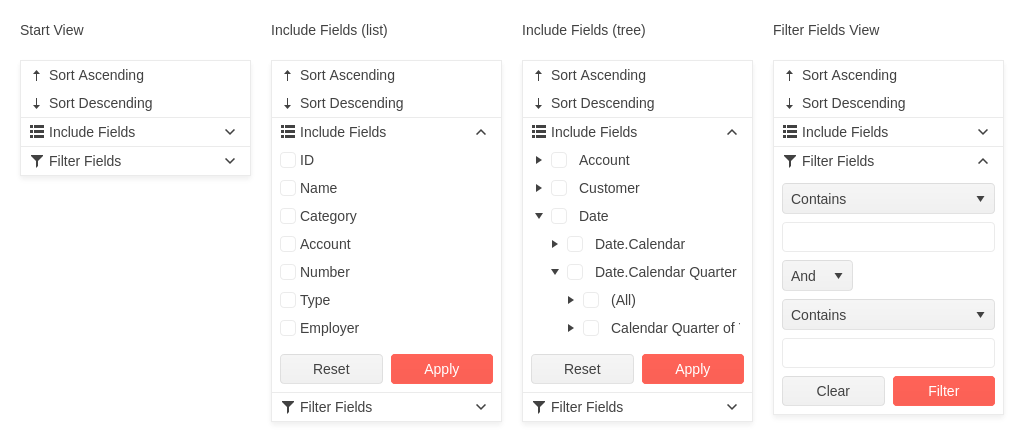 Start View
Sort Ascending
Sort Descending
Include Fields
Filter Fields
Include Fields (list)
Sort Ascending
Sort Descending
Include Fields
ID
Name
Category
Account
Number
Type
Employer
Reset Apply
Filter Fields
Include Fields (tree)
Sort Ascending
Sort Descending
Include Fields
Account
Customer
Date
Date.Calendar
Date.Calendar Quarter
(All)
Calendar Quarter of
Reset Apply
Filter Fields
Filter Fields View
Sort Ascending
Sort Descending
Include Fields
Filter Fields
Contains
And
Contains
Clear Filter